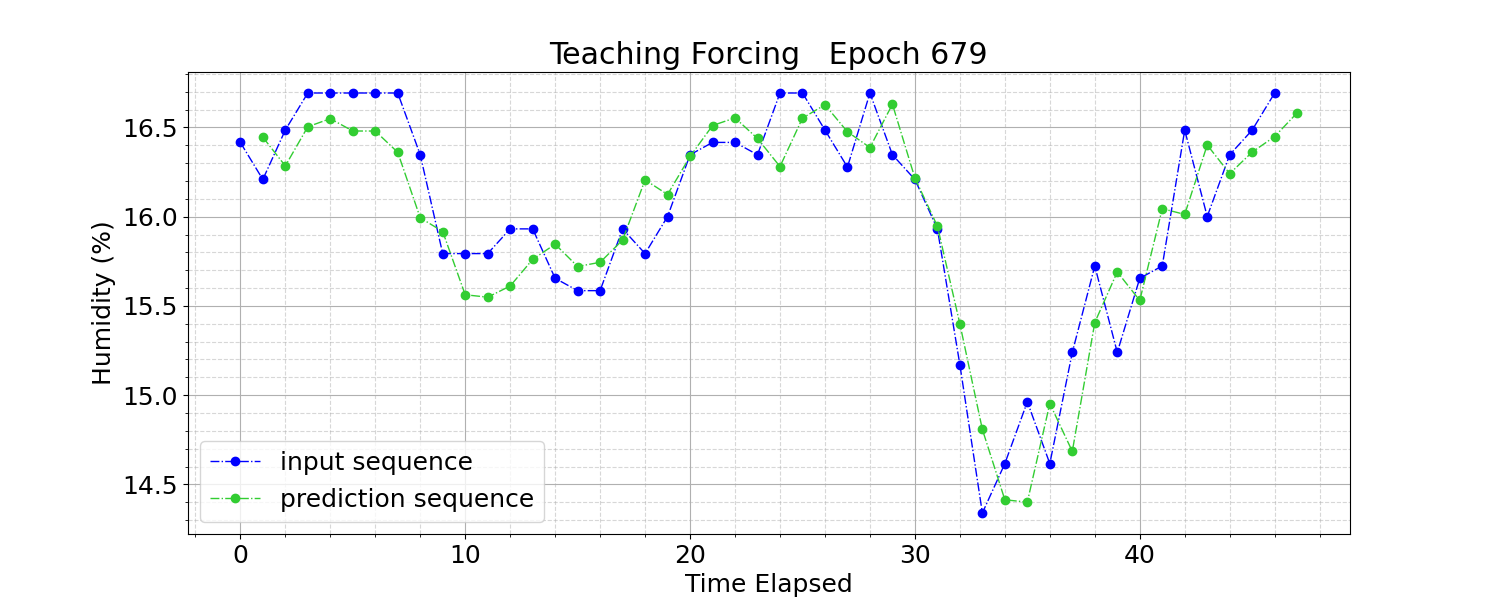 Teaching Forcing   Epoch 679
Humidity (%)
16.5
16.0
15.5
15.0
14.5
input sequence
prediction sequence
0 10 20 30 40
Time Elapsed